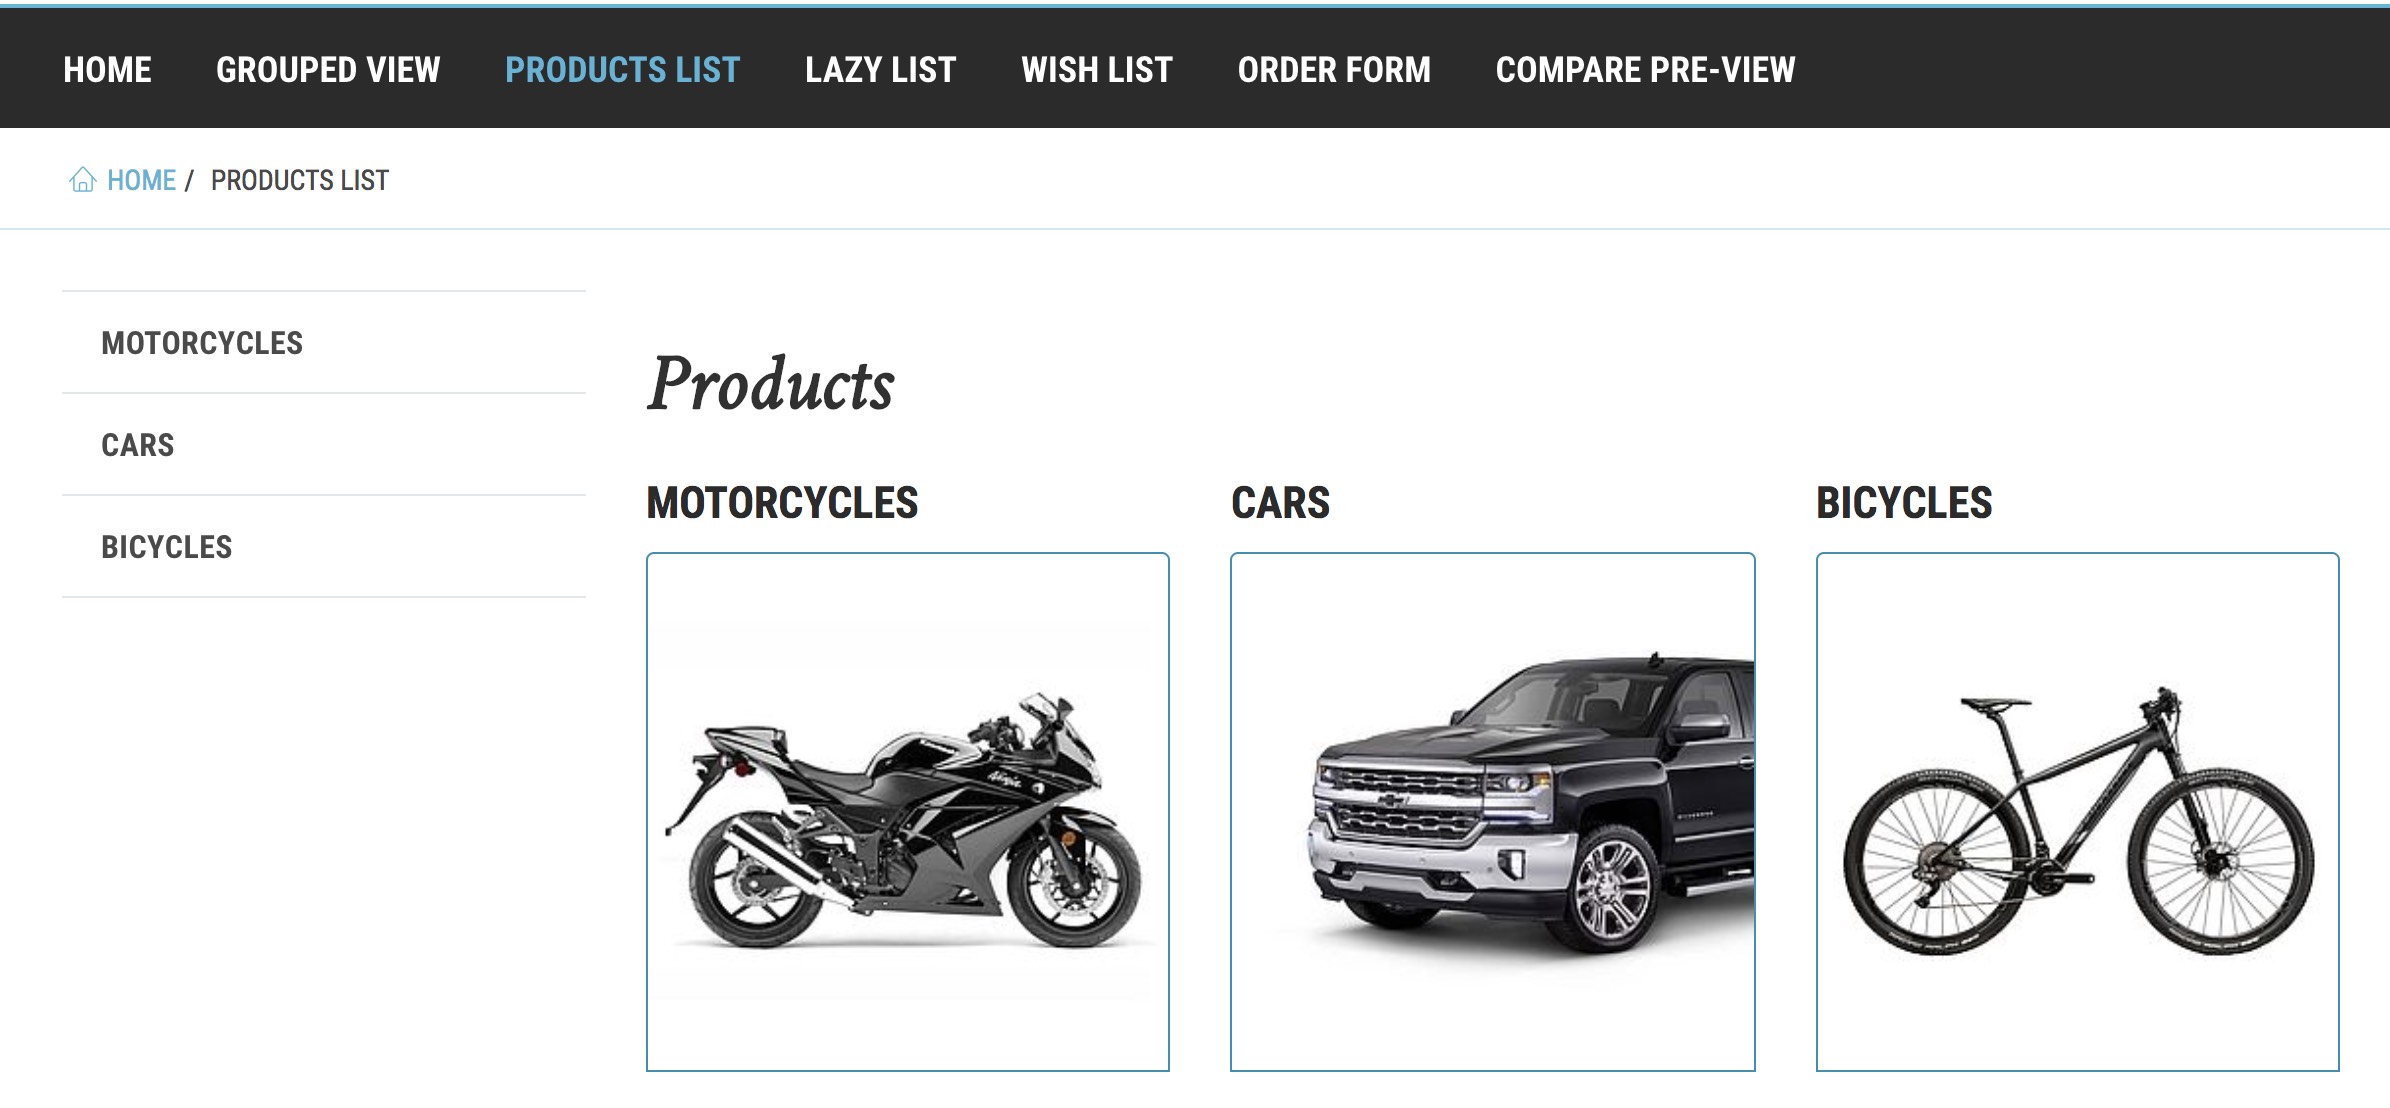 HOME GROUPED VIEW PRODUCTS LIST LAZY LIST WISH LIST ORDER FORM COMPARE PRE-VIEW
HOME / PRODUCTS LIST
MOTORCYCLES
CARS
BICYCLES
Products
MOTORCYCLES CARS BICYCLES
Ninja